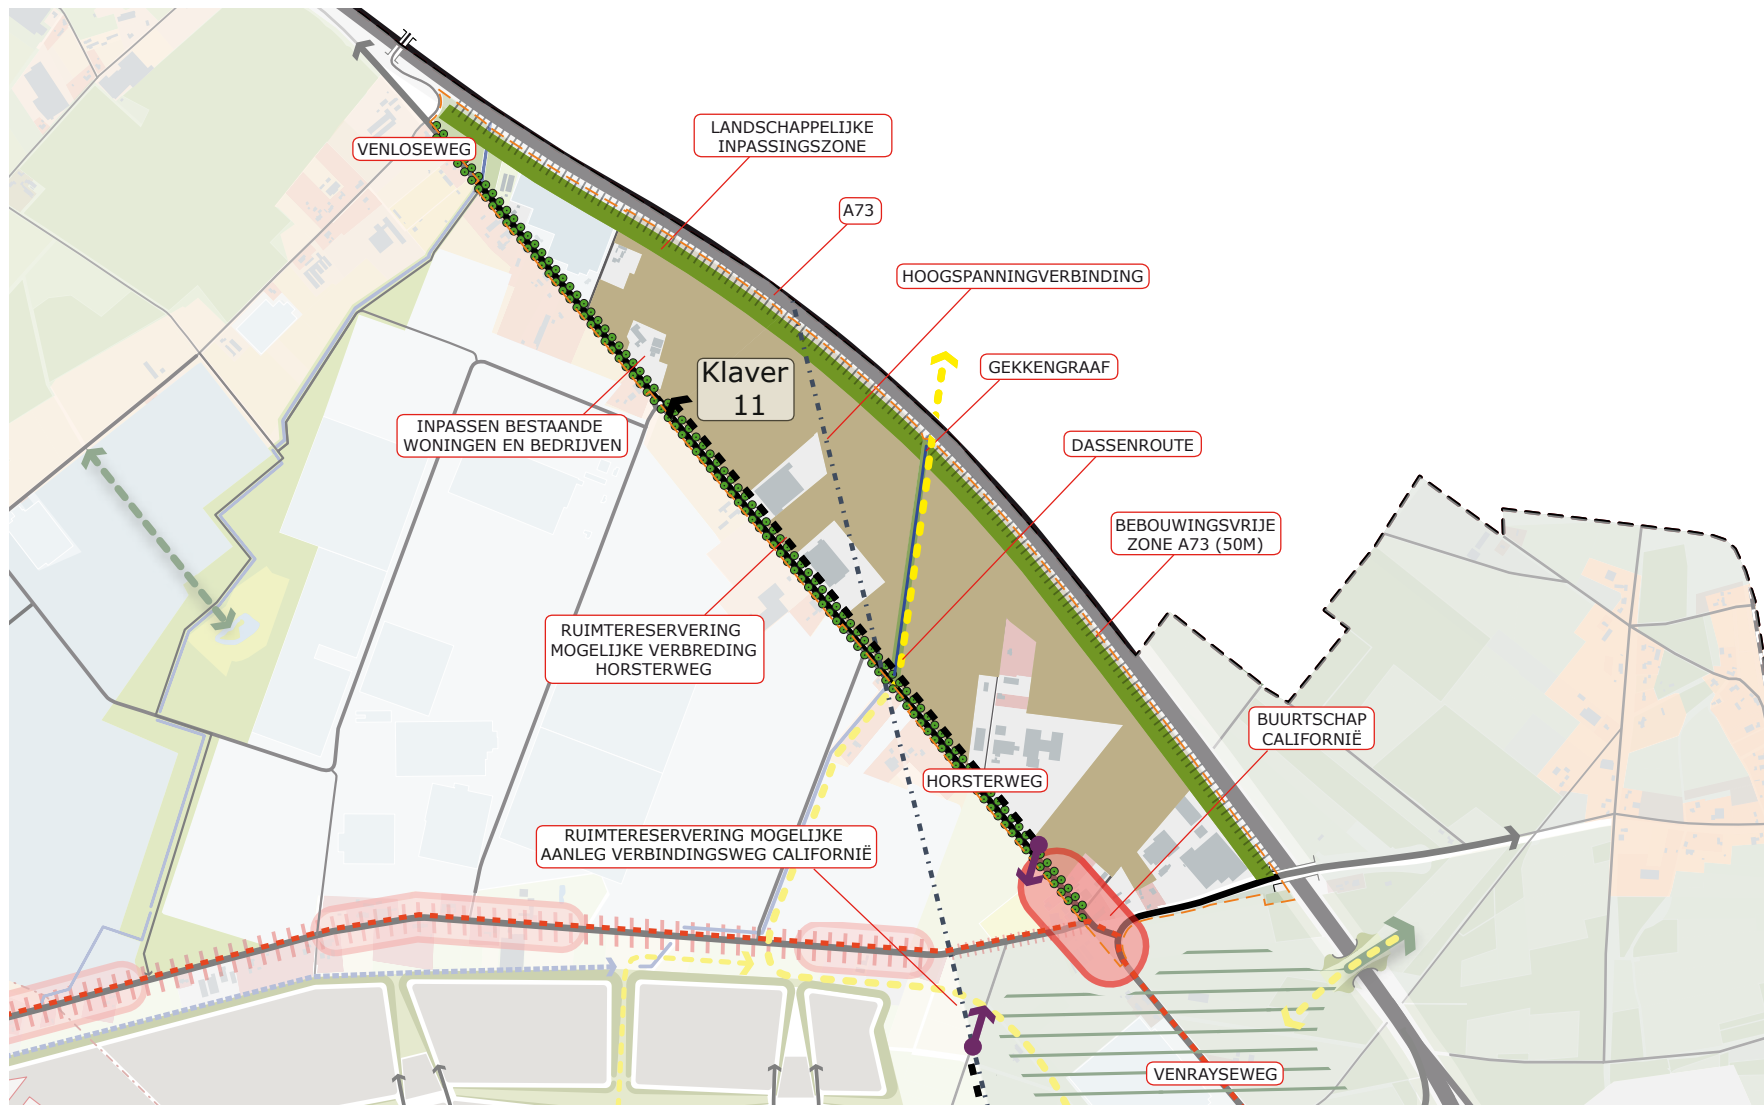 LANDSCHAPPELIJKE
INPASSINGSZONE
VENLOSEWEG
A73
HOOGSPANNINGVERBINDING
GEKKENGRAAF
Klaver
11
INPASSEN BESTAANDE
WONINGEN EN BEDRIJVEN
DASSENROUTE
BEBOUWINGSVRIJE
ZONE A73 (50M)
RUIMTERESERVERING
MOGELIJKE VERBREDING
HORSTERWEG
BUURTSCHAP
CALIFORNIË
HORSTERWEG
RUIMTERESERVERING MOGELIJKE
AANLEG VERBINDINGSWEG CALIFORNIË
VENRAYSEWEG